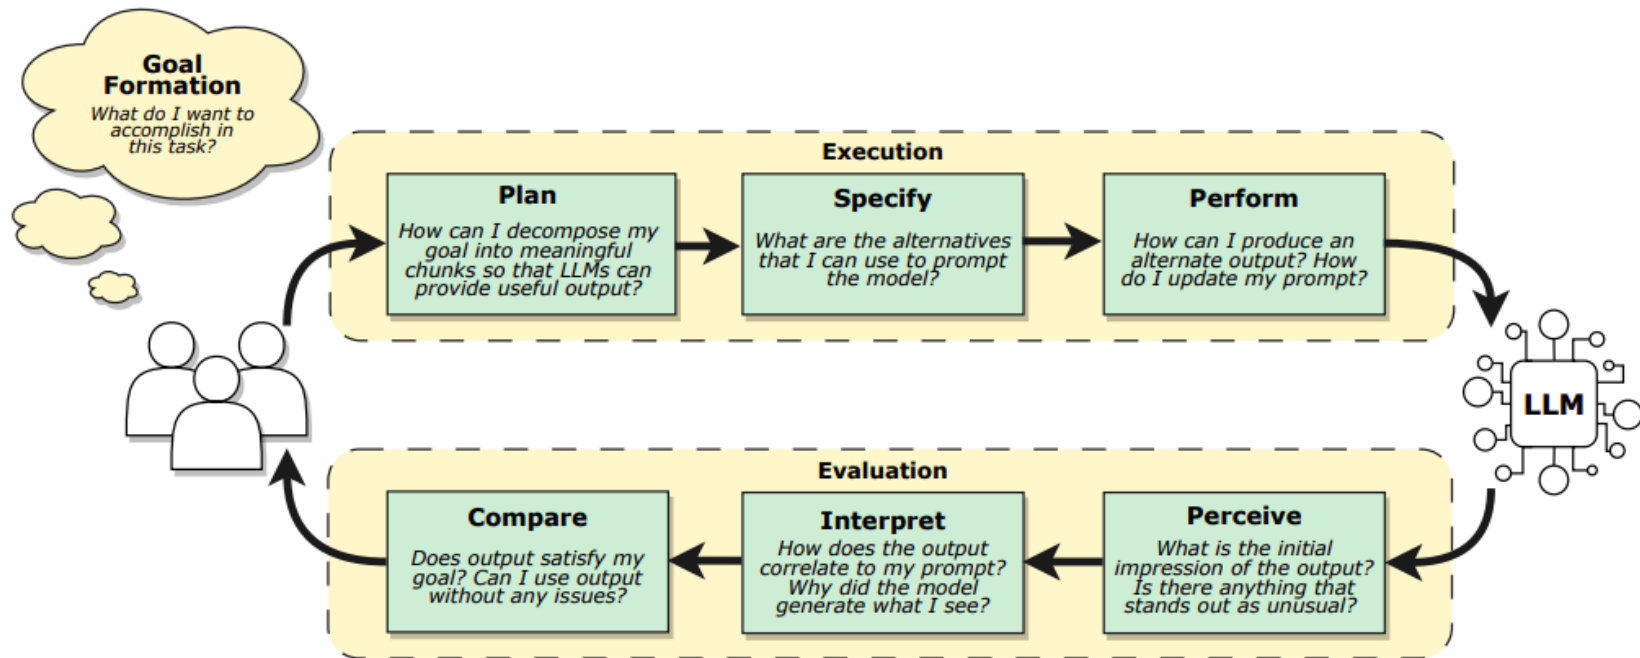 Goal
Formation
What do I want to
accomplish in
this task?
Execution
Plan
How can I decompose my
goal into meaningful
chunks so that LLMs can
provide useful output?
Specify
What are the alternatives
that I can use to prompt
the model?
Perform
How can I produce an
alternate output? How
do I update my prompt?
LLM
Evaluation
Compare
Does output satisfy my
goal? Can I use output
without any issues?
Interpret
How does the output
correlate to my prompt?
Why did the model
generate what I see?
Perceive
What is the initial
impression of the output?
Is there anything that
stands out as unusual?